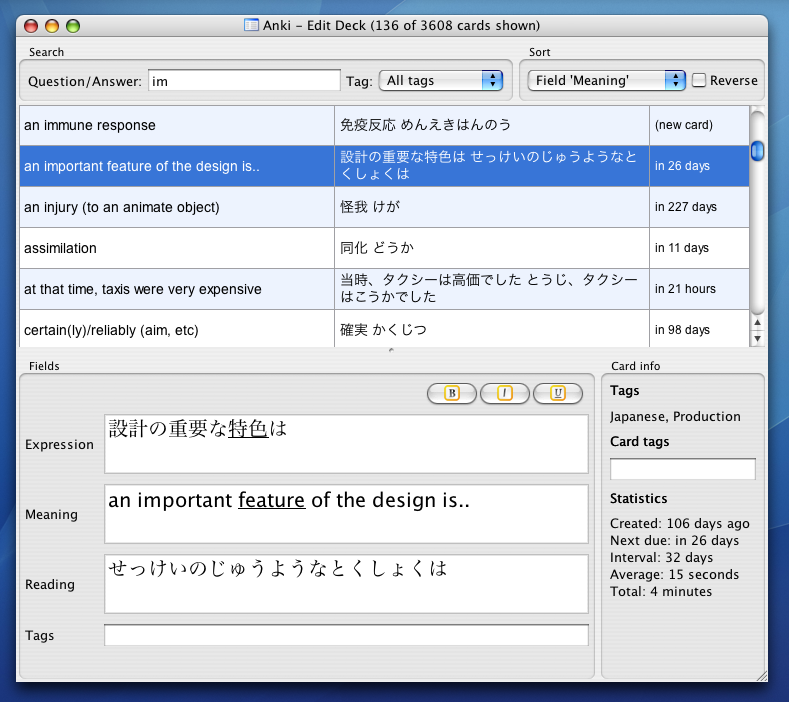 Anki – Edit Deck (136 of 3608 cards shown)
Search
Sort
Question/Answer: im Tag: All tags
Field 'Meaning' Reverse
an immune response 免疫反応 めんえきはんのう (new card)
an important feature of the design is.. 設計の重要な特色は せっけいのじゅうようなと in 26 days
くしょくは
an injury (to an animate object) 怪我 けが in 227 days
assimilation 同化 どうか in 11 days
at that time, taxis were very expensive 当時、タクシーは高価でした とうじ、タクシー in 21 hours
はこうかでした
certain(ly)/reliably (aim, etc) 確実 かくじつ in 98 days
Fields
B I U
Expression 設計の重要な特色は
Meaning an important feature of the design is..
Reading せっけいのじゅうようなとくしょくは
Tags
Card info
Tags
Japanese, Production
Card tags
Statistics
Created: 106 days ago
Next due: in 26 days
Interval: 32 days
Average: 15 seconds
Total: 4 minutes